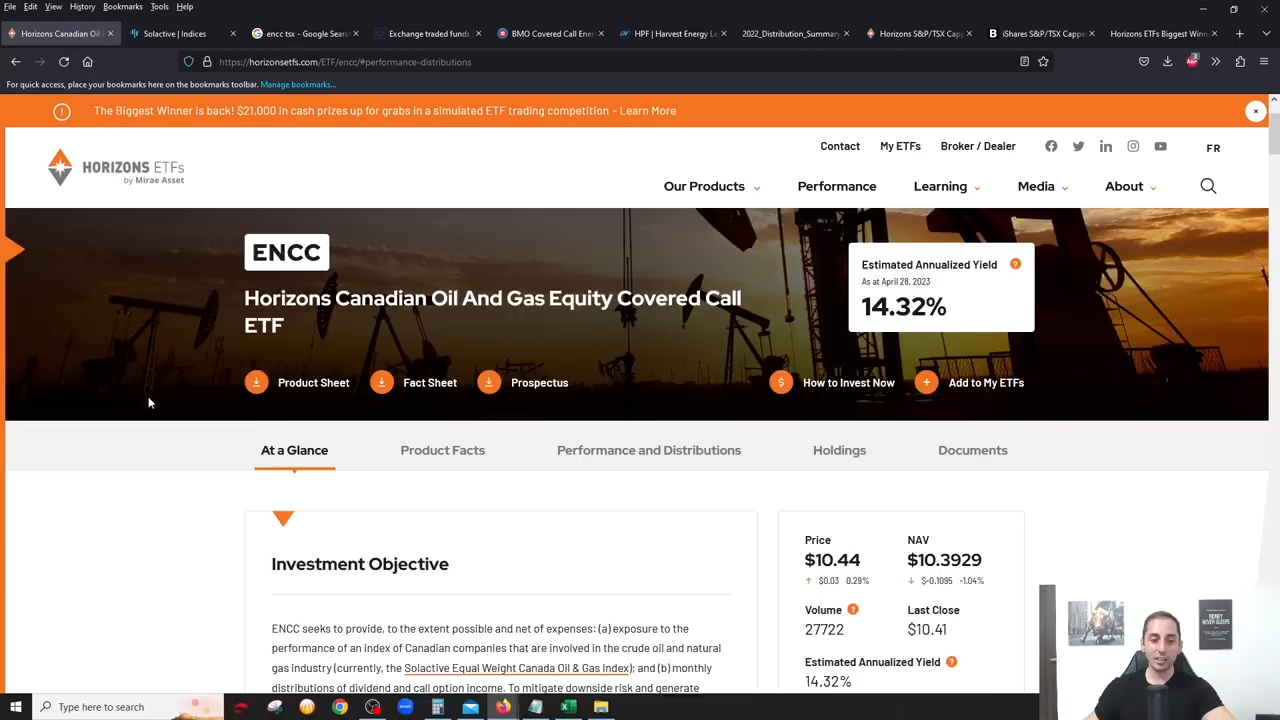 File Edit View History Bookmarks Tools Help
Horizons Canadian Oil a
Solactive | Indices
encc tsx - Google Searc
Exchange traded funds
BMO Covered Call Ene
HPF | Harvest Energy Le
2022_Distribution_Summary
Horizons S&P/TSX Capp
iShares S&P/TSX Cappe
Horizons ETFs Biggest Winn
https://horizonsetfs.com/ETF/encc/#performance-distributions
For quick access, place your bookmarks here on the bookmarks toolbar. Manage bookmarks...
The Biggest Winner is back! $21,000 in cash prizes up for grabs in a simulated ETF trading competition - Learn More
Contact My ETFs Broker / Dealer FR
HORIZONS ETFs
by Mirae Asset
Our Products Performance Learning Media About
ENCC
Horizons Canadian Oil And Gas Equity Covered Call
ETF
Estimated Annualized Yield
As at April 28, 2023
14.32%
Product Sheet Fact Sheet Prospectus How to Invest Now Add to My ETFs
At a Glance Product Facts Performance and Distributions Holdings Documents
Investment Objective
ENCC seeks to provide, to the extent possible and net of expenses: (a) exposure to the
performance of an index of Canadian companies that are involved in the crude oil and natural
gas industry (currently, the Solactive Equal Weight Canada Oil & Gas Index); and (b) monthly
distributions of dividend and call option income. To mitigate downside risk and generate
Price NAV
$10.44 $10.3929
$0.03 0.29% $-0.1095 -1.04%
Volume Last Close
27722 $10.41
Estimated Annualized Yield
14.32%
MONEY
NEVER SLEEPS
Type here to search